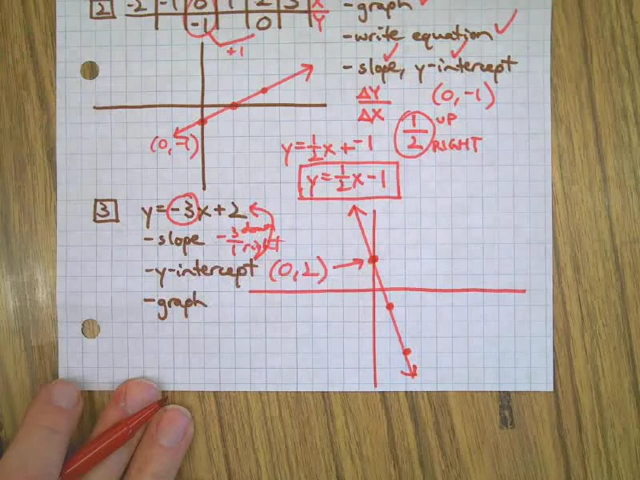 2 -2 -1 0 1 2 3 X
-1 0 Y
+1
-graph ✓
-write equation ✓
-slope, y-intercept
ΔY/ΔX (0,-1)
1/2 UP RIGHT
(0,-1)
y=1/2x+-1
y=1/2x-1
3 y=-3x+2
-slope -3/1 down right
-y-intercept (0,2)
-graph